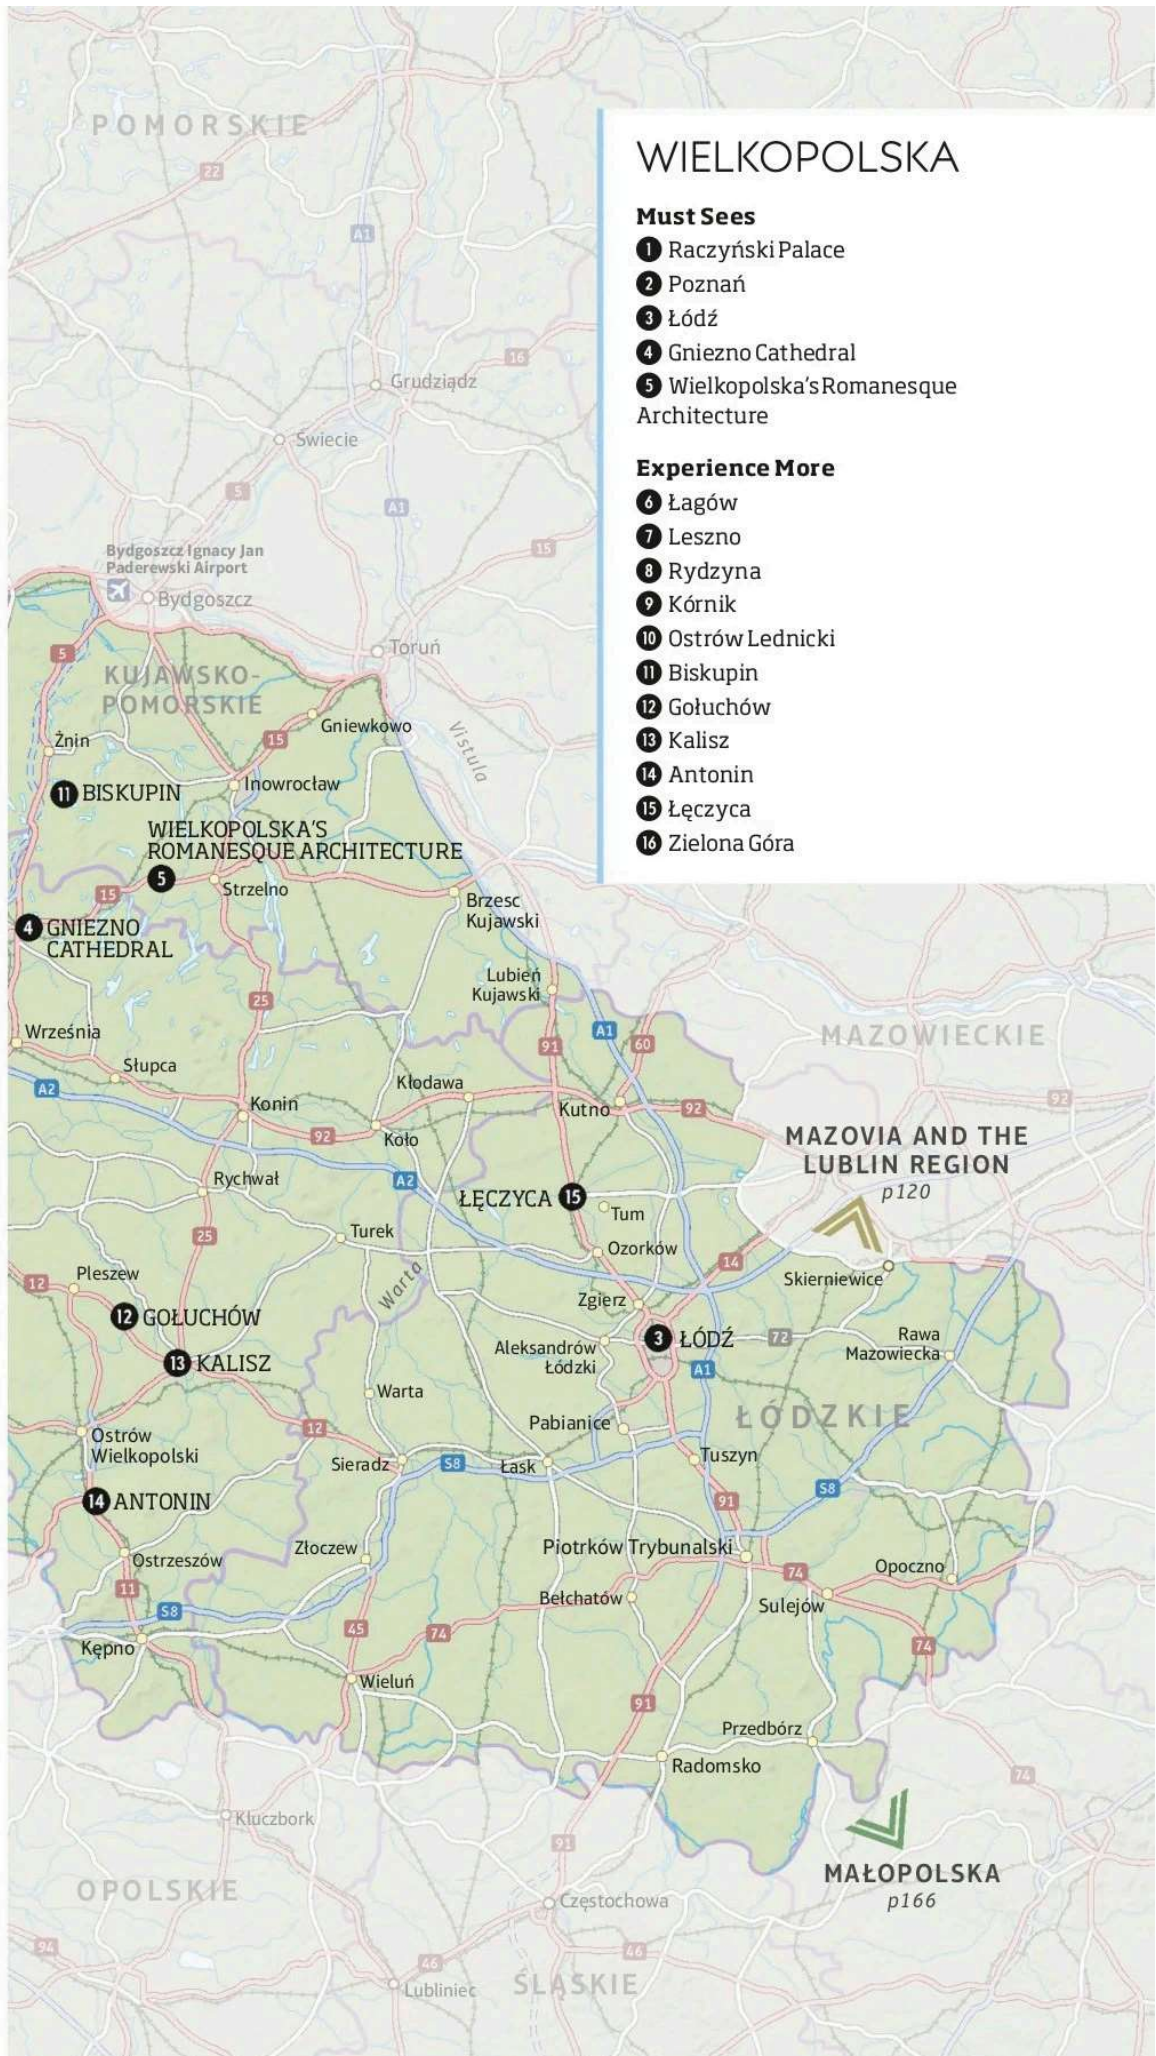 POMORSKIE
22
A1
WIELKOPOLSKA
Must Sees
1 Raczyński Palace
2 Poznań
3 Łódź
4 Gniezno Cathedral
5 Wielkopolska's Romanesque
Architecture
Experience More
6 Łagów
7 Leszno
8 Rydzyna
9 Kórnik
10 Ostrów Lednicki
11 Biskupin
12 Gołuchów
13 Kalisz
14 Antonin
15 Łęczyca
16 Zielona Góra
16
Grudziądz
Świecie
5
A1
15
Bydgoszcz Ignacy Jan
Paderewski Airport
Bydgoszcz
Toruń
5
KUJAWSKO-
POMORSKIE
Gniewkowo
Vistula
15
Żnin
Inowrocław
11 BISKUPIN
WIELKOPOLSKA'S
ROMANESQUE ARCHITECTURE
5
Strzelno
15
Brzesc
Kujawski
4 GNIEZNO
CATHEDRAL
Lubień
Kujawski
25
Września
A1
91
60
MAZOWIECKIE
Słupca
A2
Kłodawa
Konin
Kutno
92
92
92
Koło
MAZOVIA AND THE
LUBLIN REGION
p120
Rychwał
A2
ŁĘCZYCA 15
Tum
25
Turek
Ozorków
14
Warta
Skierniewice
12
Pleszew
Zgierz
12 GOŁUCHÓW
3 ŁÓDŹ
72
Aleksandrów
Łódzki
Rawa
Mazowiecka
13 KALISZ
A1
Warta
12
Pabianice
ŁÓDZKIE
Ostrów
Wielkopolski
Sieradz
S8
Łask
Tuszyn
S8
14 ANTONIN
91
Złoczew
Piotrków Trybunalski
Ostrzeszów
74
Opoczno
11
Bełchatów
Sulejów
S8
45
74
74
Kępno
Wieluń
91
Przedbórz
Radomsko
74
Kluczbork
91
MAŁOPOLSKA
p166
OPOLSKIE
Częstochowa
94
46
46
ŚLĄSKIE
Lubliniec